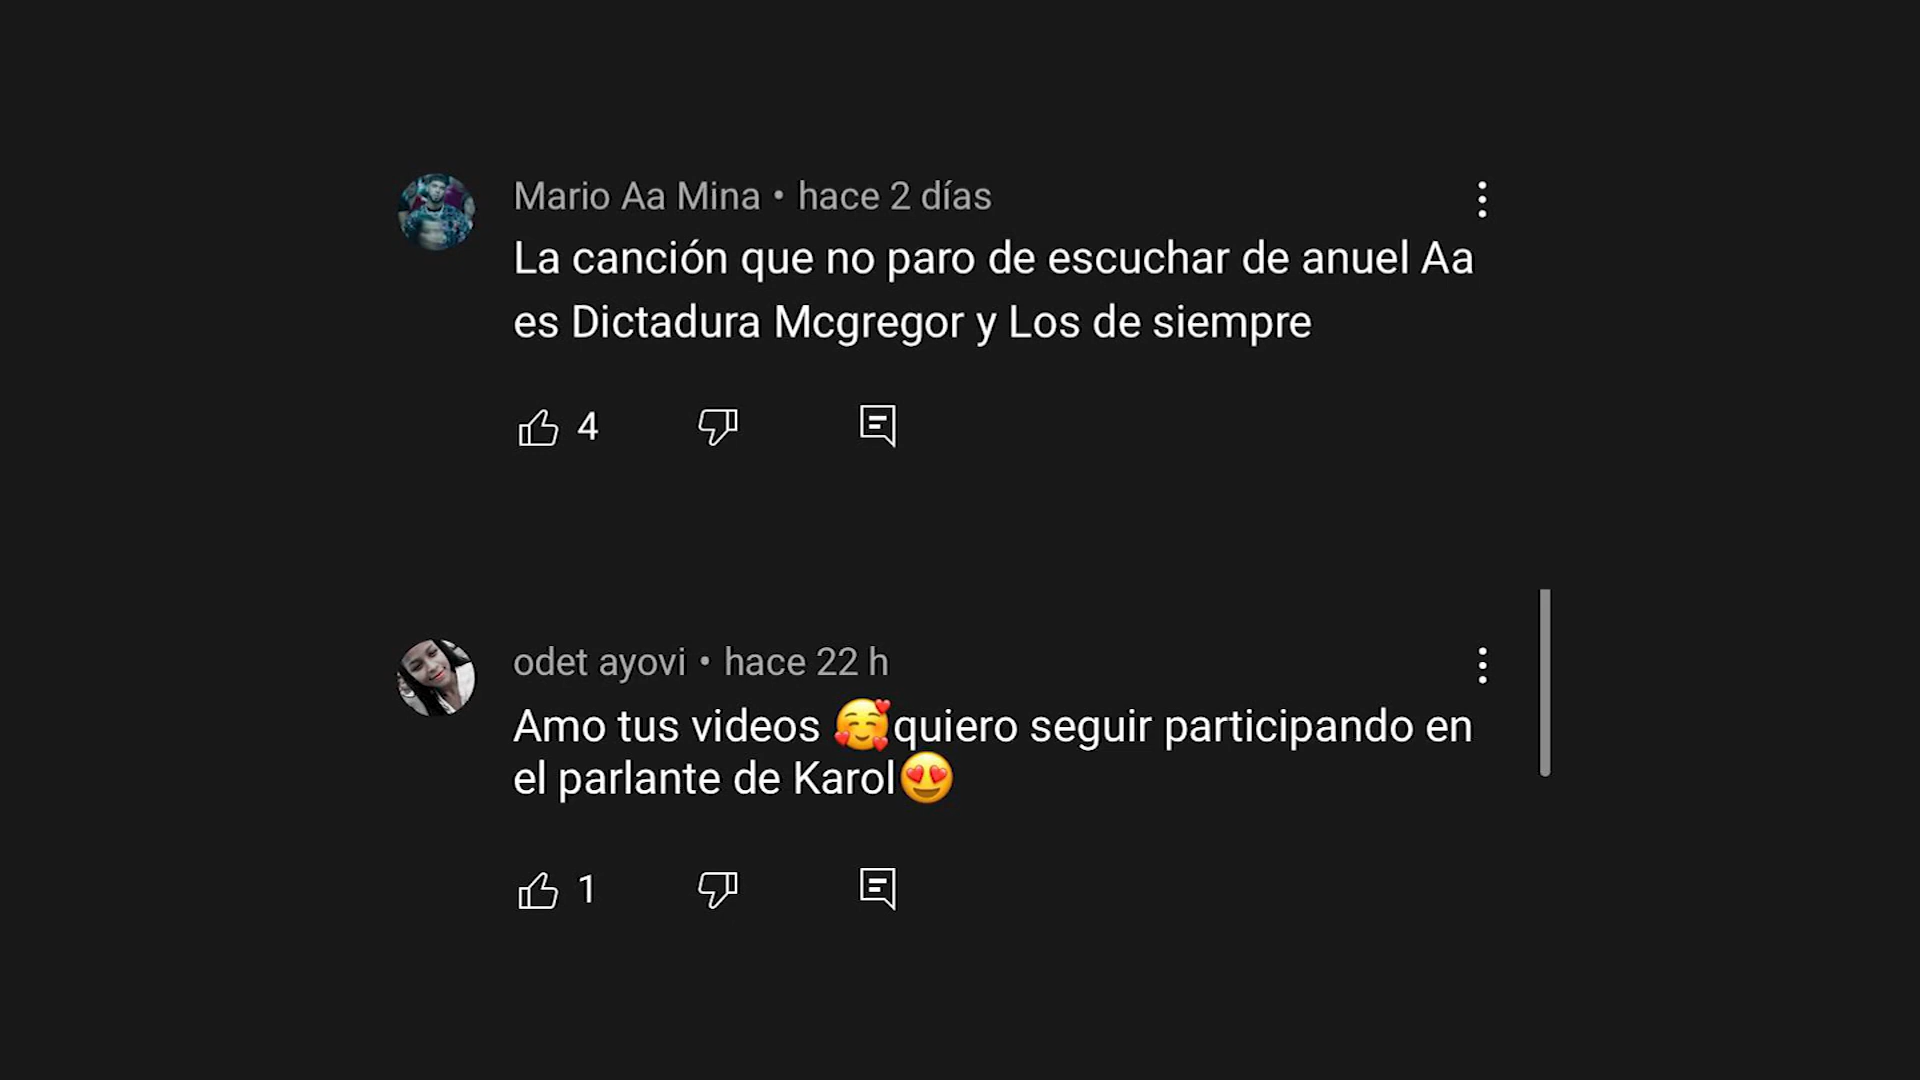 Mario Aa Mina • hace 2 días
La canción que no paro de escuchar de anuel Aa
es Dictadura Mcgregor y Los de siempre
4
odet ayovi • hace 22 h
Amo tus videos 🥰quiero seguir participando en
el parlante de Karol😍
1